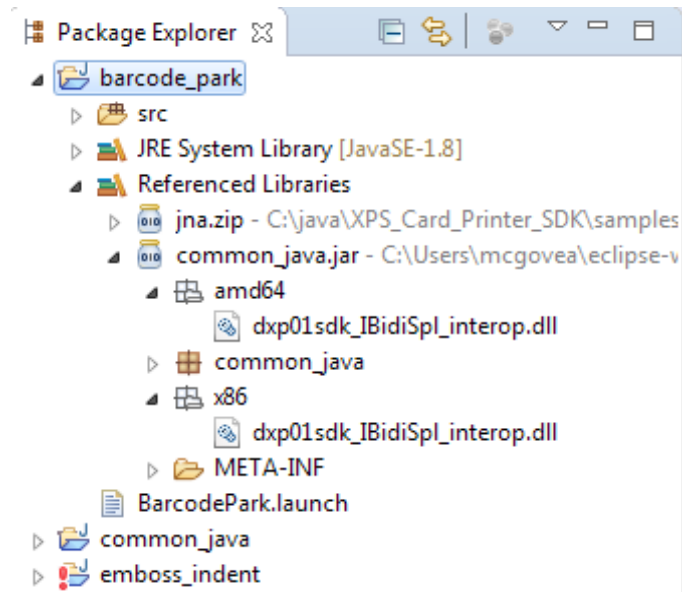 Package Explorer
barcode_park
src
JRE System Library [JavaSE-1.8]
Referenced Libraries
jna.zip - C:\java\XPS_Card_Printer_SDK\samples
common_java.jar - C:\Users\mcgovea\eclipse-v
amd64
dxp01sdk_IBidiSpl_interop.dll
common_java
x86
dxp01sdk_IBidiSpl_interop.dll
META-INF
BarcodePark.launch
common_java
emboss_indent